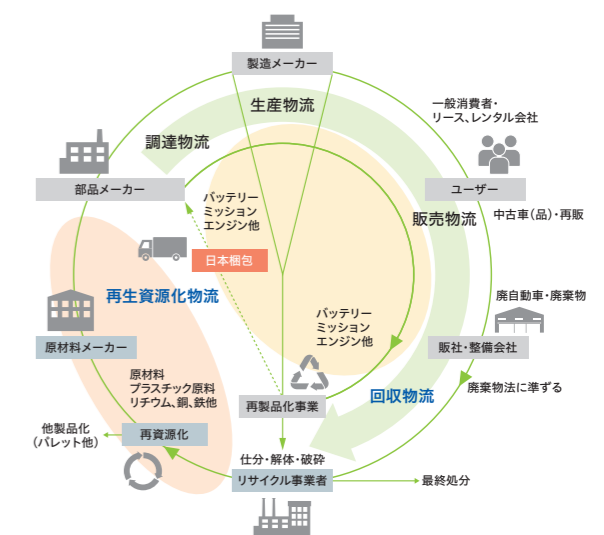 製造メーカー
生産物流
一般消費者・
リース、レンタル会社
調達物流
部品メーカー
ユーザー
バッテリー
ミッション
エンジン他
販売物流
中古車(品)・再販
日本梱包
再生資源化物流
廃自動車・廃棄物
バッテリー
ミッション
エンジン他
原材料メーカー
販社・整備会社
原材料
プラスチック原料
リチウム、銅、鉄他
廃棄物法に準ずる
回収物流
再製品化事業
他製品化
(パレット他)
再資源化
仕分・解体・破砕
リサイクル事業者
最終処分